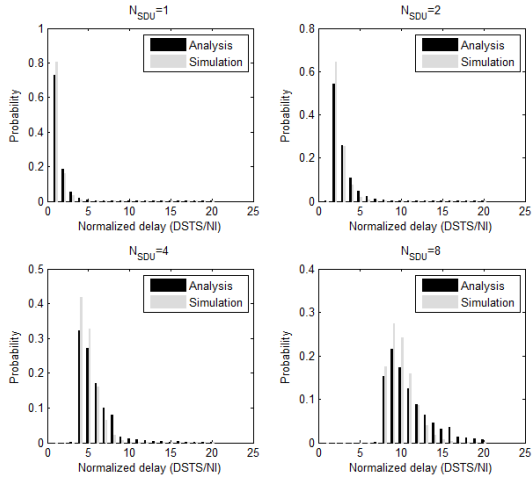 N_SDU=1
N_SDU=2
1
0.8
0.6
0.4
0.2
0
Probability
Analysis
Simulation
0 5 10 15 20 25
Normalized delay (DSTS/NI)
0.8
0.6
0.4
0.2
0
Probability
Analysis
Simulation
0 5 10 15 20 25
Normalized delay (DSTS/NI)
N_SDU=4
N_SDU=8
0.5
0.4
0.3
0.2
0.1
0
Probability
Analysis
Simulation
0 5 10 15 20 25
Normalized delay (DSTS/NI)
0.4
0.3
0.2
0.1
0
Probability
Analysis
Simulation
0 5 10 15 20 25
Normalized delay (DSTS/NI)